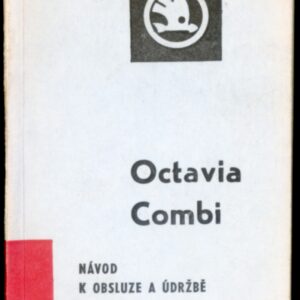 Octavia
Combi
NÁVOD
K OBSLUZE A ÚDRŽBĚ